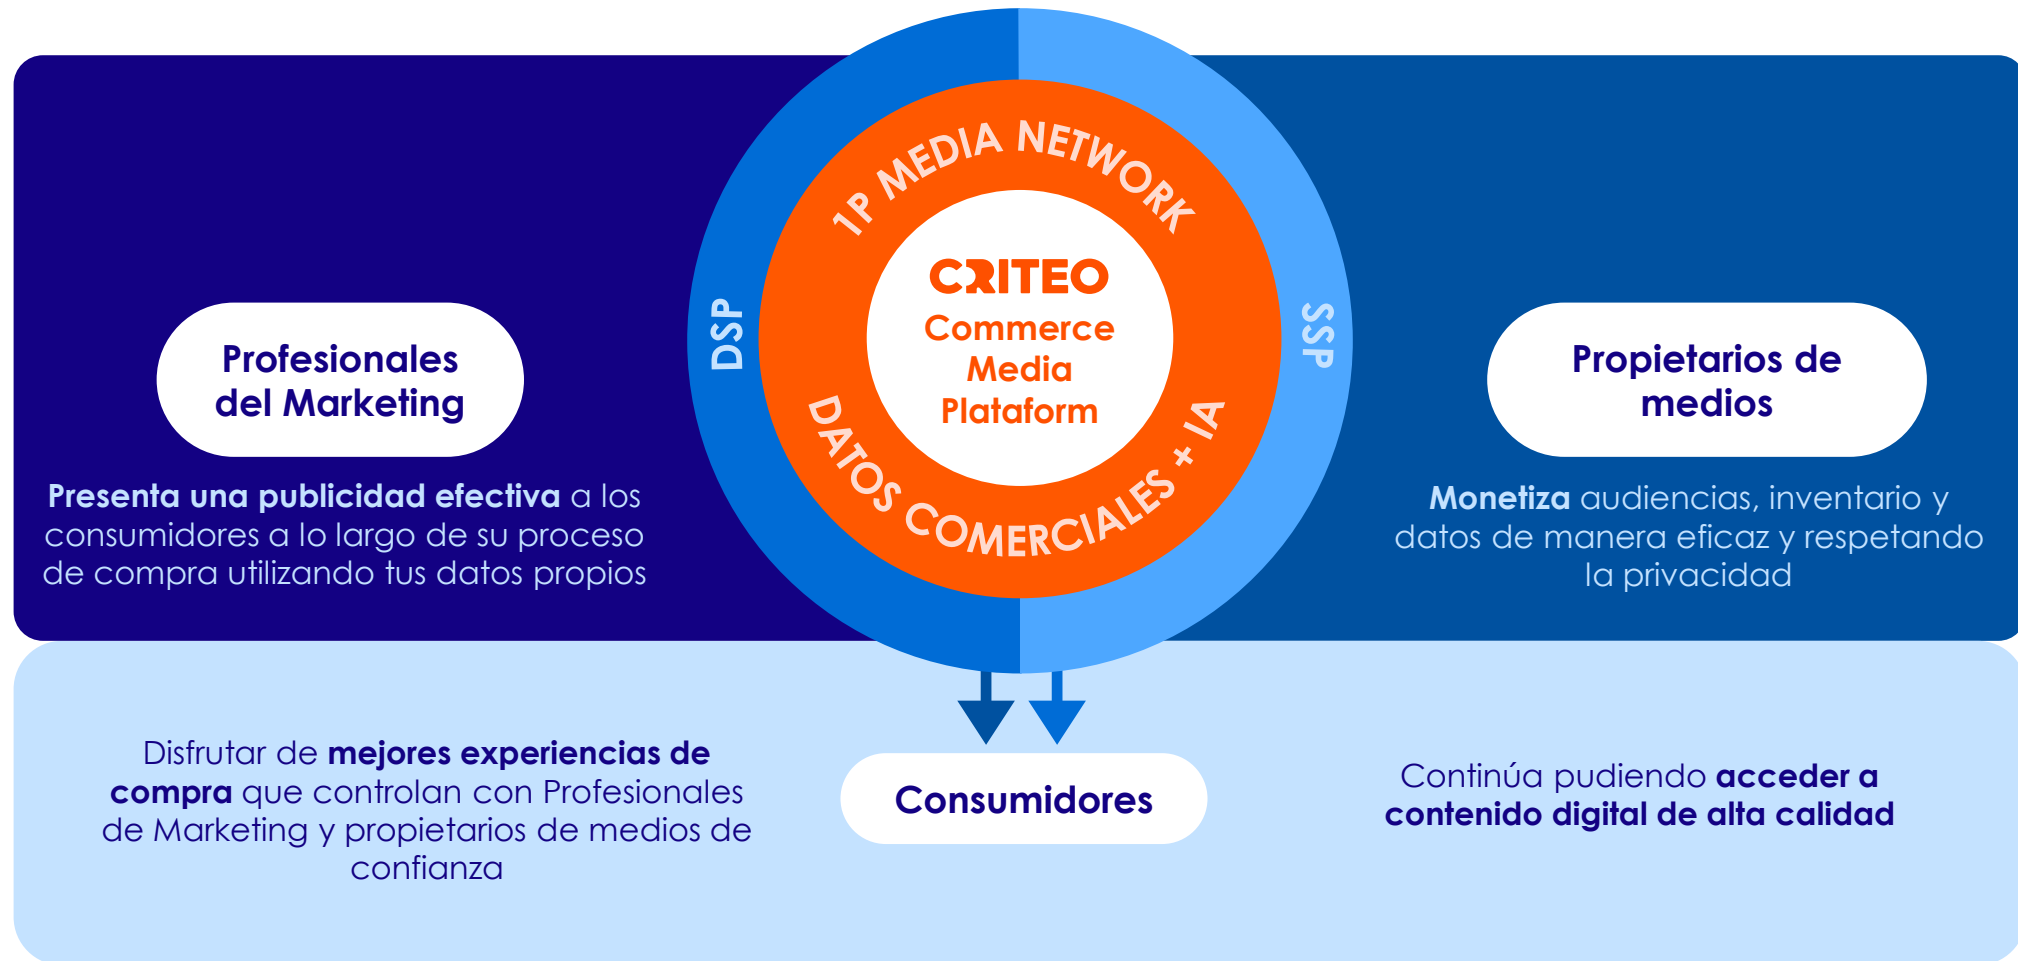 1P MEDIA NETWORK
CRITEO
Commerce
Media
Plataform
DATOS COMERCIALES + IA
DSP
SSP
Profesionales
del Marketing
Presenta una publicidad efectiva a los
consumidores a lo largo de su proceso
de compra utilizando tus datos propios
Propietarios de
medios
Monetiza audiencias, inventario y
datos de manera eficaz y respetando
la privacidad
Disfrutar de mejores experiencias de
compra que controlan con Profesionales
de Marketing y propietarios de medios de
confianza
Consumidores
Continúa pudiendo acceder a
contenido digital de alta calidad